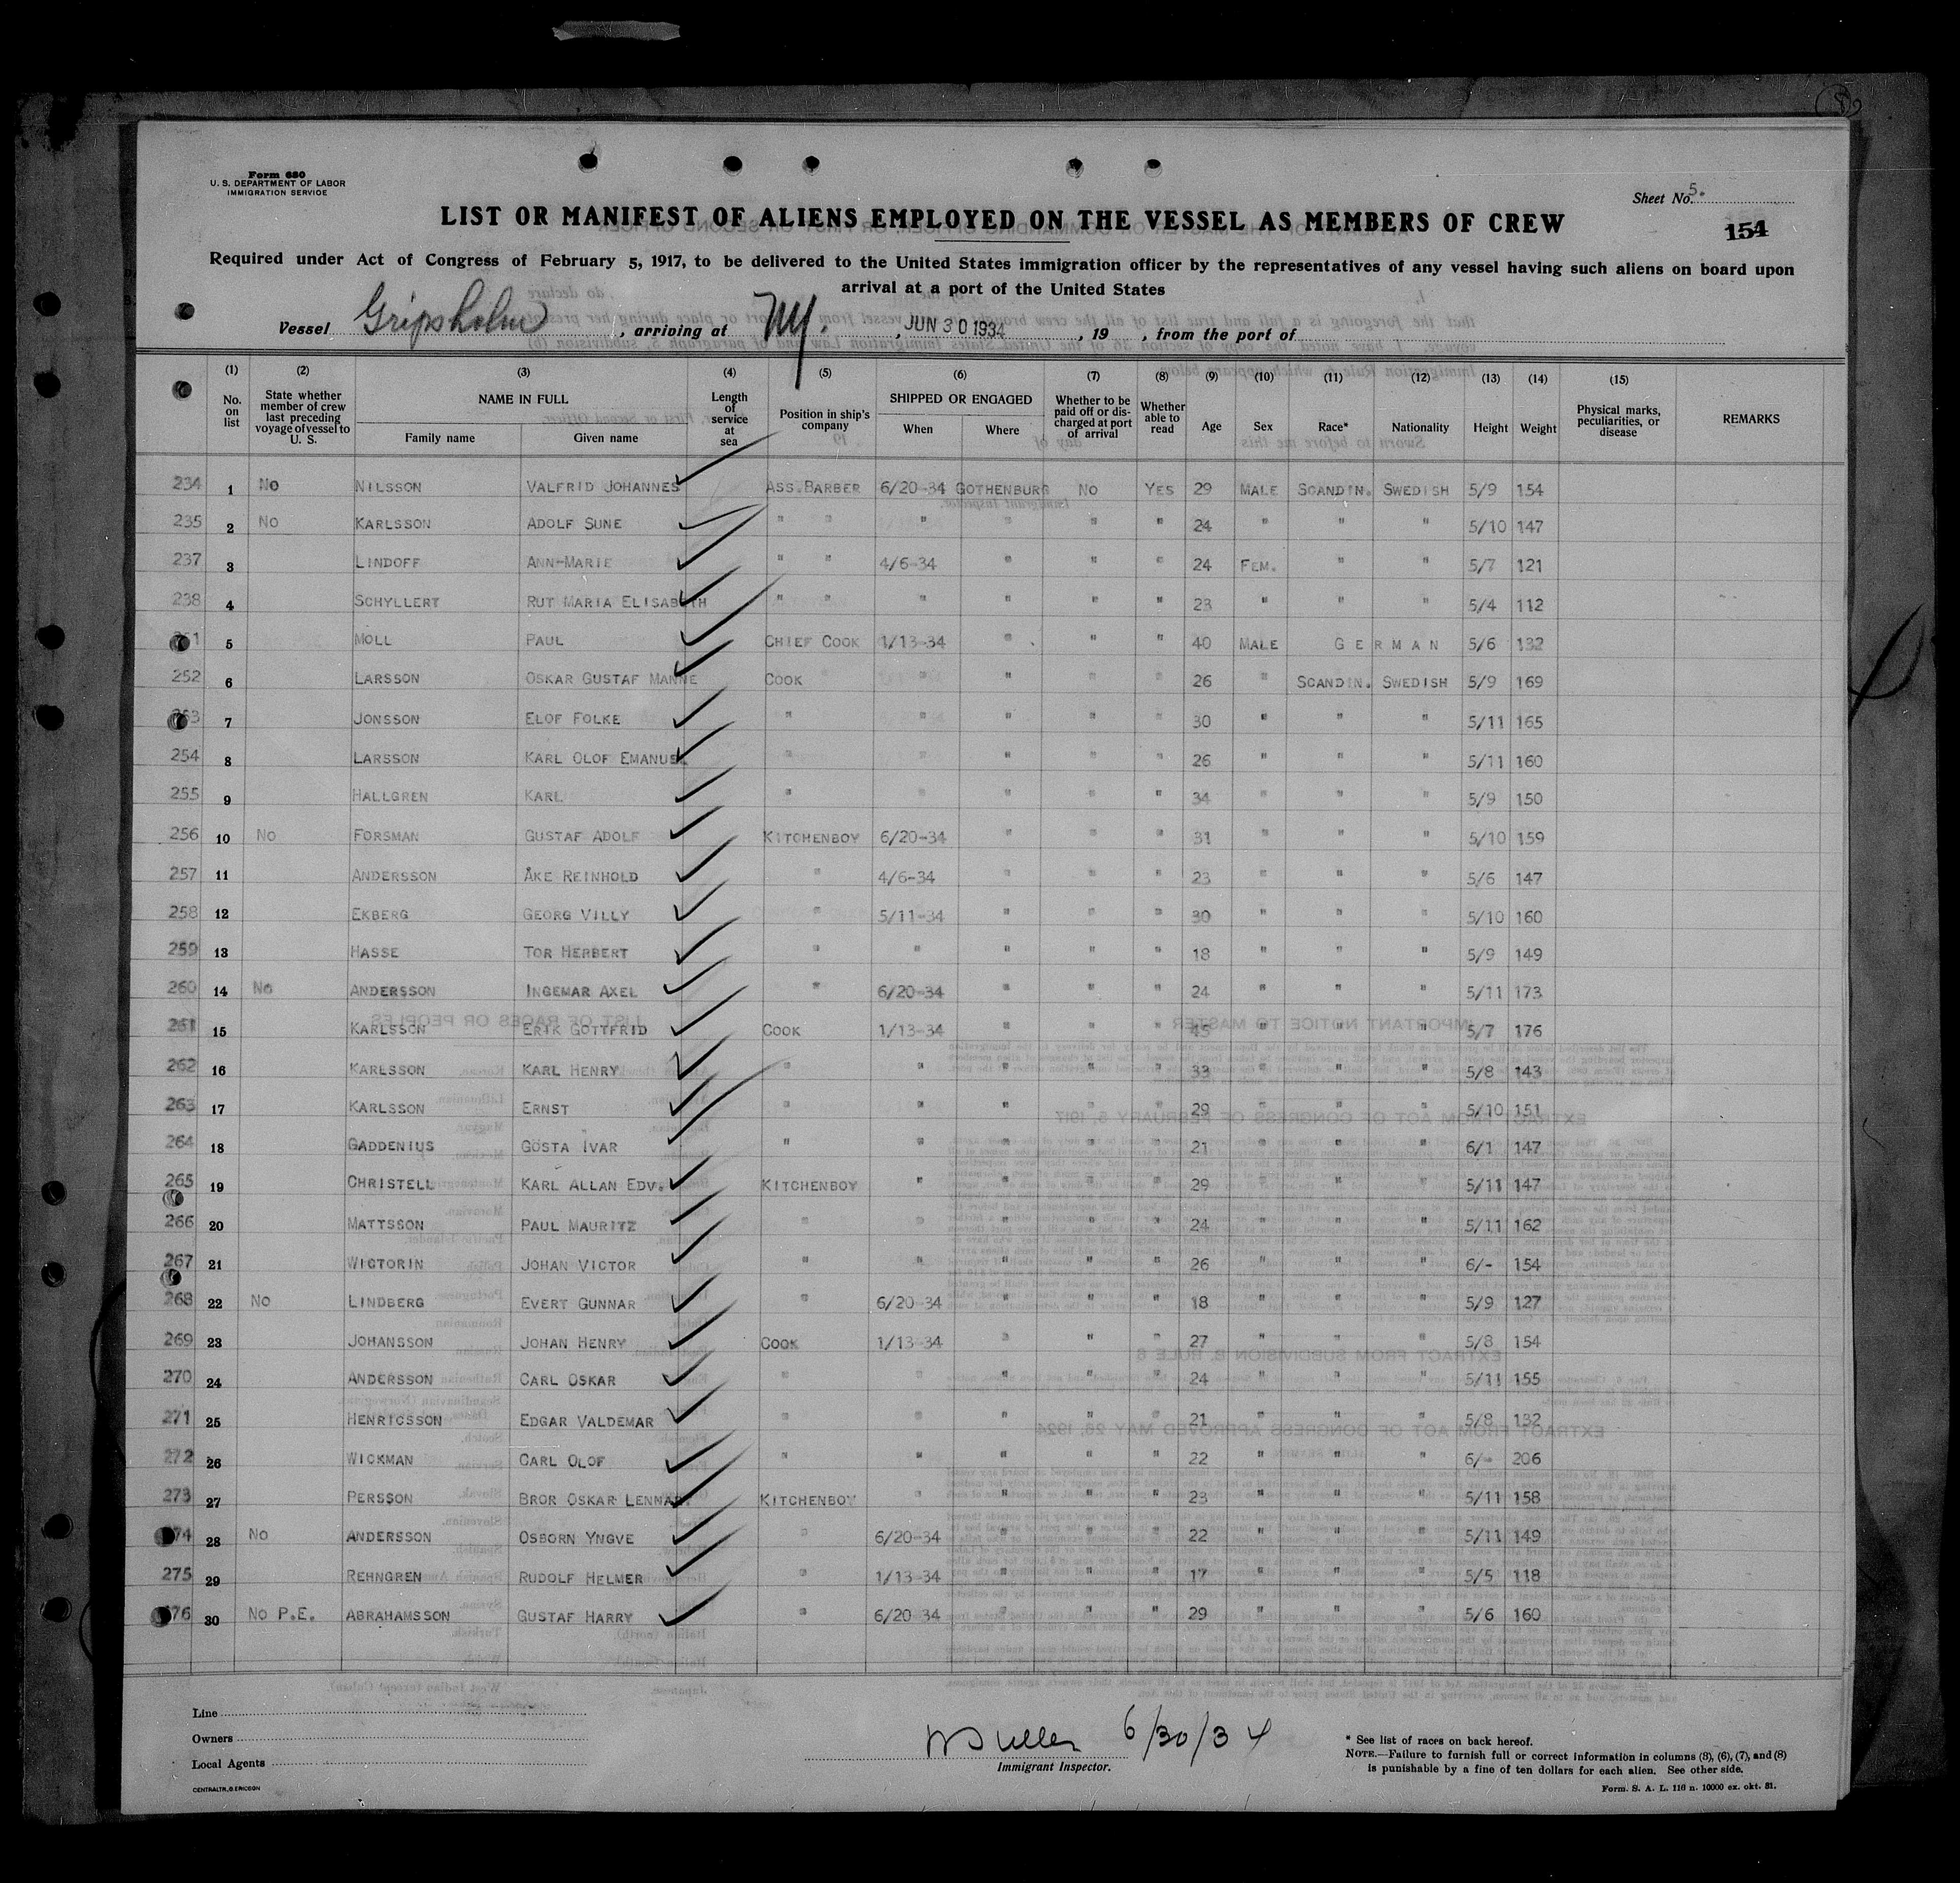 Form 680
U. S. DEPARTMENT OF LABOR
IMMIGRATION SERVICE
Sheet No. 5.
LIST OR MANIFEST OF ALIENS EMPLOYED ON THE VESSEL AS MEMBERS OF CREW
154
Required under Act of Congress of February 5, 1917, to be delivered to the United States immigration officer by the representatives of any vessel having such aliens on board upon
arrival at a port of the United States
Vessel Gripsholm, arriving at NY., JUN 30 1934, 19 , from the port of
(1) (2) (3) (4) (5) (6) (7) (8) (9) (10) (11) (12) (13) (14) (15)
No. on list State whether member of crew last preceding voyage of vessel to U. S. NAME IN FULL Family name Given name Length of service at sea Position in ship's company SHIPPED OR ENGAGED When Where Whether to be paid off or discharged at port of arrival Whether able to read Age Sex Race* Nationality Height Weight Physical marks, peculiarities, or disease REMARKS
234 1 No NILSSON VALFRID JOHANNES ASS.BARBER 6/20-34 GOTHENBURG No YES 29 MALE SCANDIN. SWEDISH 5/9 154
235 2 No KARLSSON ADOLF SUNE " " " " " " 24 " " " 5/10 147
237 3 LINDOFF ANN-MARIE " " 4/6-34 " " " 24 FEM. " " 5/7 121
238 4 SCHYLLERT RUT MARIA ELISABETH " " " " " " 23 " " " 5/4 112
251 5 MOLL PAUL CHIEF COOK 1/13-34 " " " 40 MALE GERMAN 5/6 132
252 6 LARSSON OSKAR GUSTAF MANNE COOK " " " " 26 " SCANDIN. SWEDISH 5/9 169
253 7 JONSSON ELOF FOLKE " " " " " 30 " " " 5/11 165
254 8 LARSSON KARL OLOF EMANUEL " " " " " 26 " " " 5/11 160
255 9 HALLGREN KARL " " " " " 34 " " " 5/9 150
256 10 No FORSMAN GUSTAF ADOLF KITCHENBOY 6/20-34 " " " 31 " " " 5/10 159
257 11 ANDERSSON ÅKE REINHOLD " 4/6-34 " " " 23 " " " 5/6 147
258 12 EKBERG GEORG VILLY " 5/11-34 " " " 30 " " " 5/10 160
259 13 HASSE TOR HERBERT " " " " " 18 " " " 5/9 149
260 14 No ANDERSSON INGEMAR AXEL " 6/20-34 " " " 24 " " " 5/11 173
261 15 KARLSSON ERIK GOTTFRID COOK 1/13-34 " " " 45 " " " 5/7 176
262 16 KARLSSON KARL HENRY " " " " " 33 " " " 5/8 143
263 17 KARLSSON ERNST " " " " " 29 " " " 5/10 151
264 18 GADDENIUS GÖSTA IVAR " " " " " 21 " " " 6/1 147
265 19 CHRISTELL KARL ALLAN EDV. KITCHENBOY " " " " 29 " " " 5/11 147
266 20 MATTSSON PAUL MAURITZ " " " " " 24 " " " 5/11 162
267 21 WICTORIN JOHAN VICTOR " " " " " 26 " " " 6/- 154
268 22 No LINDBERG EVERT GUNNAR " 6/20-34 " " " 18 " " " 5/9 127
269 23 JOHANSSON JOHAN HENRY COOK 1/13-34 " " " 27 " " " 5/8 154
270 24 ANDERSSON CARL OSKAR " " " " " 24 " " " 5/11 155
271 25 HENRICSSON EDGAR VALDEMAR " " " " " 21 " " " 5/8 132
272 26 WICKMAN CARL OLOF " " " " " 22 " " " 6/- 206
273 27 PERSSON BROR OSKAR LENNART KITCHENBOY " " " " 23 " " " 5/11 158
274 28 No ANDERSSON OSBORN YNGVE " 6/20-34 " " " 22 " " " 5/11 149
275 29 REHNGREN RUDOLF HELMER " 1/13-34 " " " 17 " " " 5/5 118
276 30 No P.E. ABRAHAMSSON GUSTAF HARRY " 6/20-34 " " " 29 " " " 5/6 160
Line
Owners
Local Agents
CENTRALTR., G. ERICSON
6/30/34
Immigrant Inspector.
* See list of races on back hereof.
NOTE.—Failure to furnish full or correct information in columns (3), (6), (7), and (8)
is punishable by a fine of ten dollars for each alien. See other side.
Form. S. A. L. 116 n. 10000 ex. okt. 31.